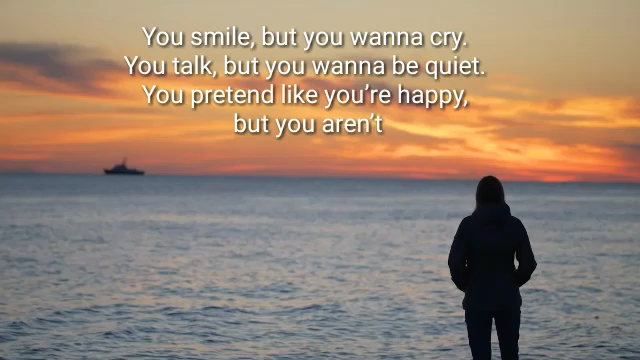 You smile, but you wanna cry.
You talk, but you wanna be quiet.
You pretend like you’re happy,
but you aren’t